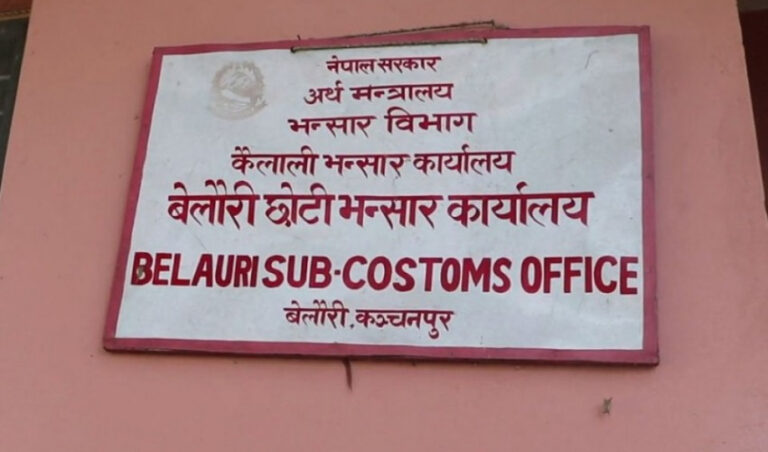 नेपाल सरकार
अर्थ मन्त्रालय
भन्सार विभाग
कैलाली भन्सार कार्यालय
बेलौरी छोटी भन्सार कार्यालय
BELAURI SUB-COSTOMS OFFICE
बेलौरी, कञ्चनपुर